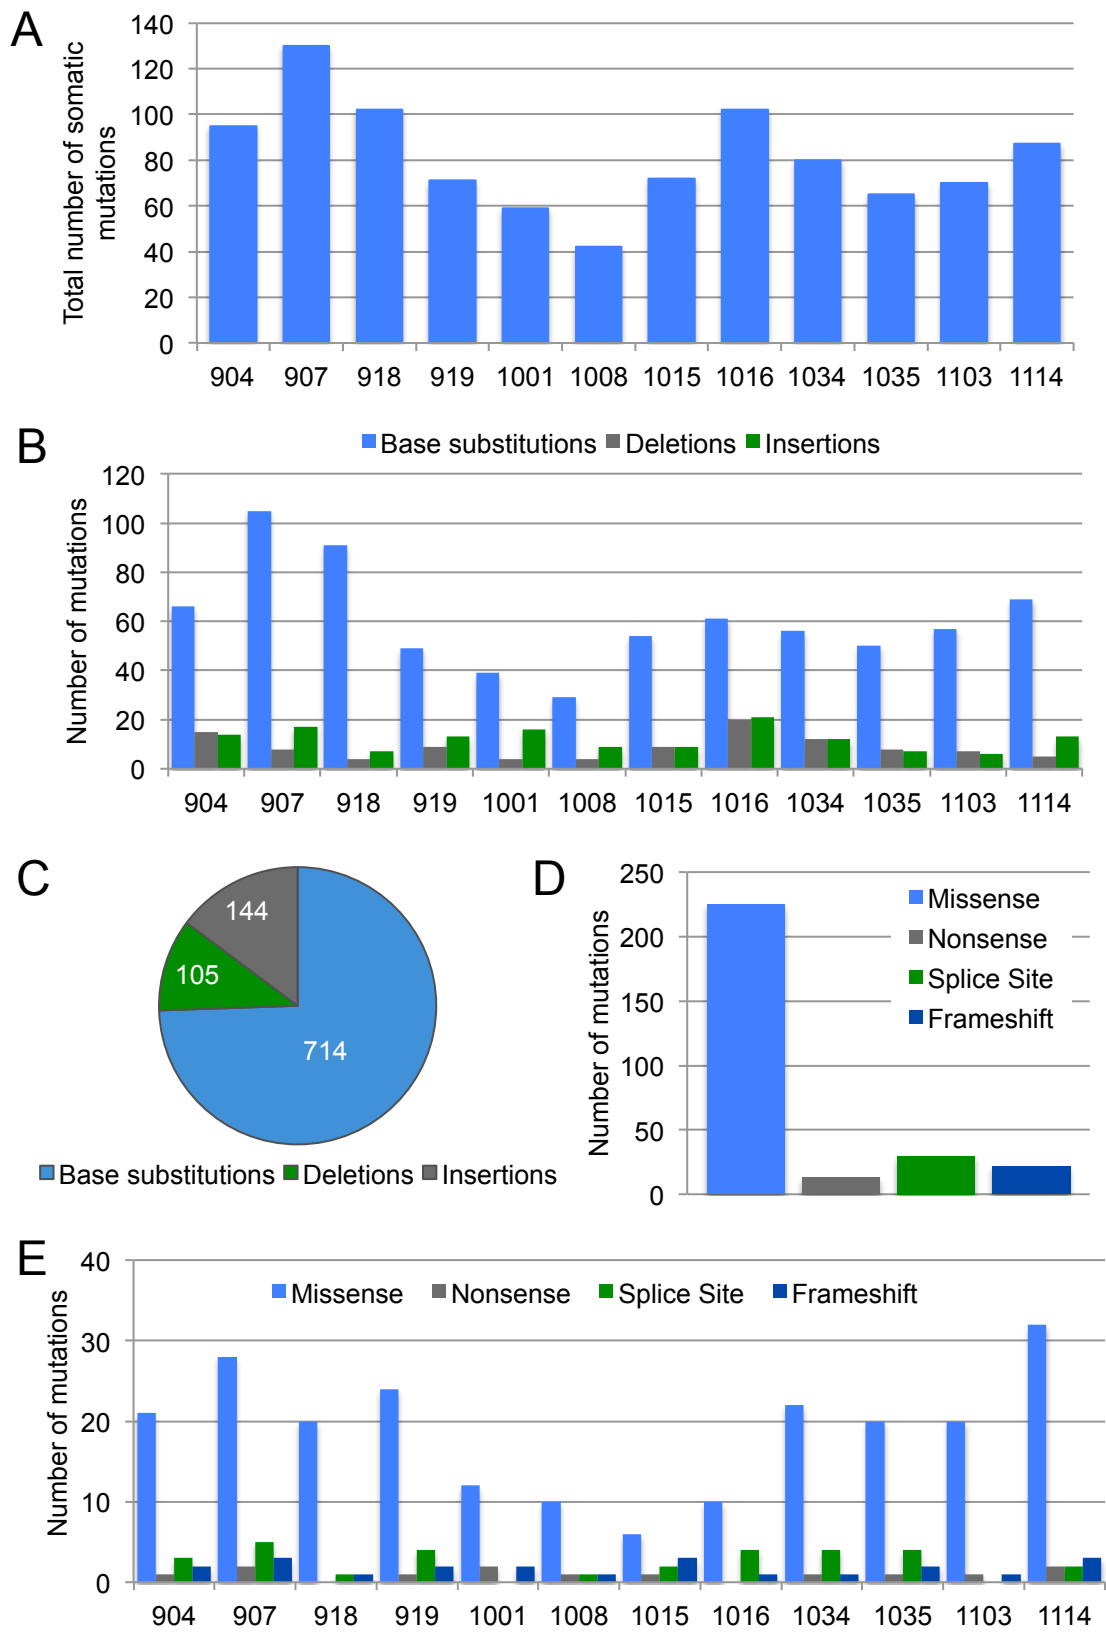 A
Total number of somatic
mutations
140
120
100
80
60
40
20
0
904 907 918 919 1001 1008 1015 1016 1034 1035 1103 1114
B
Base substitutions Deletions Insertions
Number of mutations
120
100
80
60
40
20
0
904 907 918 919 1001 1008 1015 1016 1034 1035 1103 1114
C
144
105
714
Base substitutions Deletions Insertions
D
Number of mutations
250
200
150
100
50
0
Missense
Nonsense
Splice Site
Frameshift
E
Number of mutations
40
30
20
10
0
Missense Nonsense Splice Site Frameshift
904 907 918 919 1001 1008 1015 1016 1034 1035 1103 1114